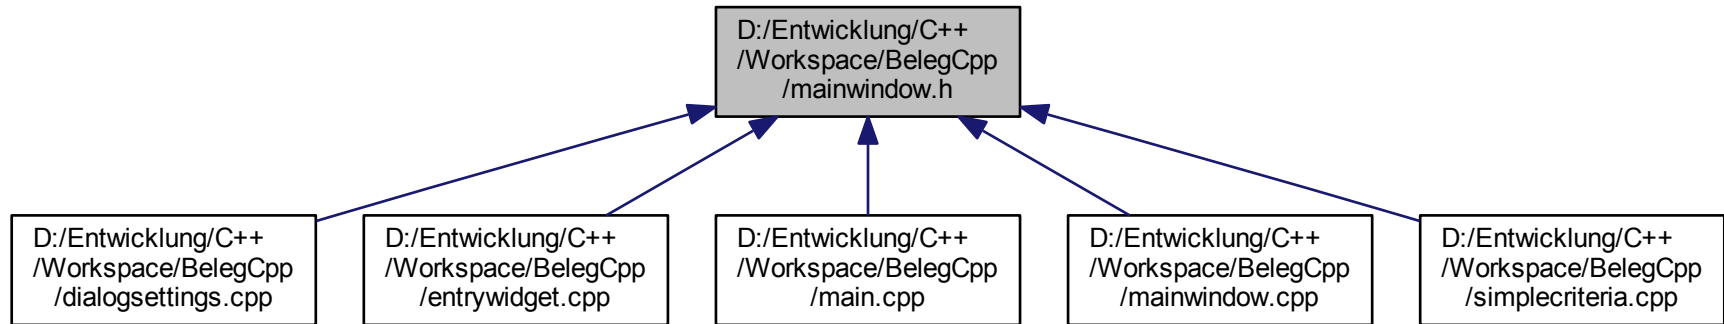 D:/Entwicklung/C++
/Workspace/BelegCpp
/mainwindow.h
D:/Entwicklung/C++
/Workspace/BelegCpp
/dialogsettings.cpp
D:/Entwicklung/C++
/Workspace/BelegCpp
/entrywidget.cpp
D:/Entwicklung/C++
/Workspace/BelegCpp
/main.cpp
D:/Entwicklung/C++
/Workspace/BelegCpp
/mainwindow.cpp
D:/Entwicklung/C++
/Workspace/BelegCpp
/simplecriteria.cpp